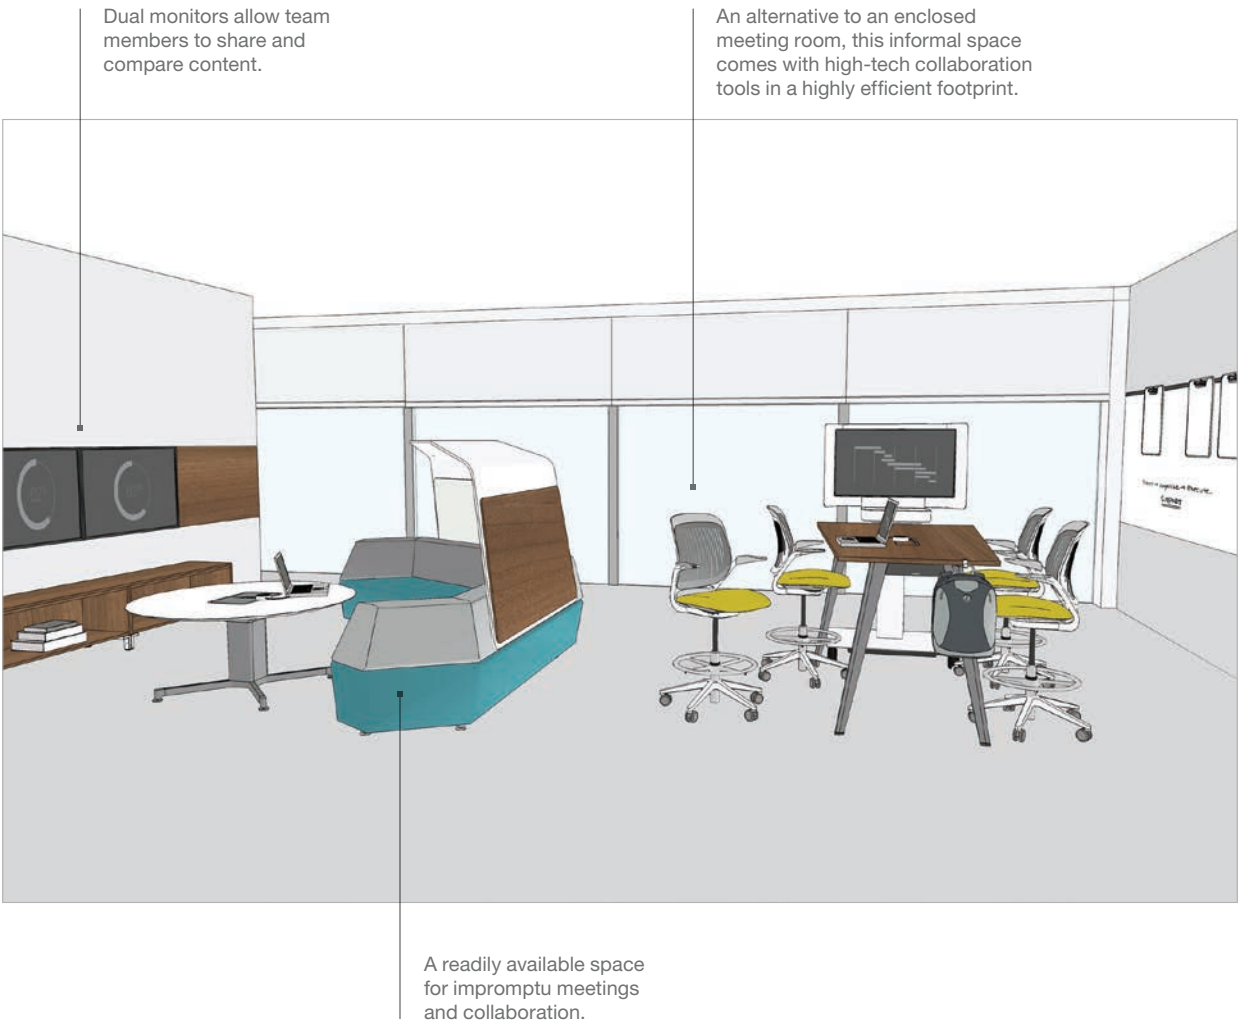 Dual monitors allow team
members to share and
compare content.
An alternative to an enclosed
meeting room, this informal space
comes with high-tech collaboration
tools in a highly efficient footprint.
A readily available space
for impromptu meetings
and collaboration.